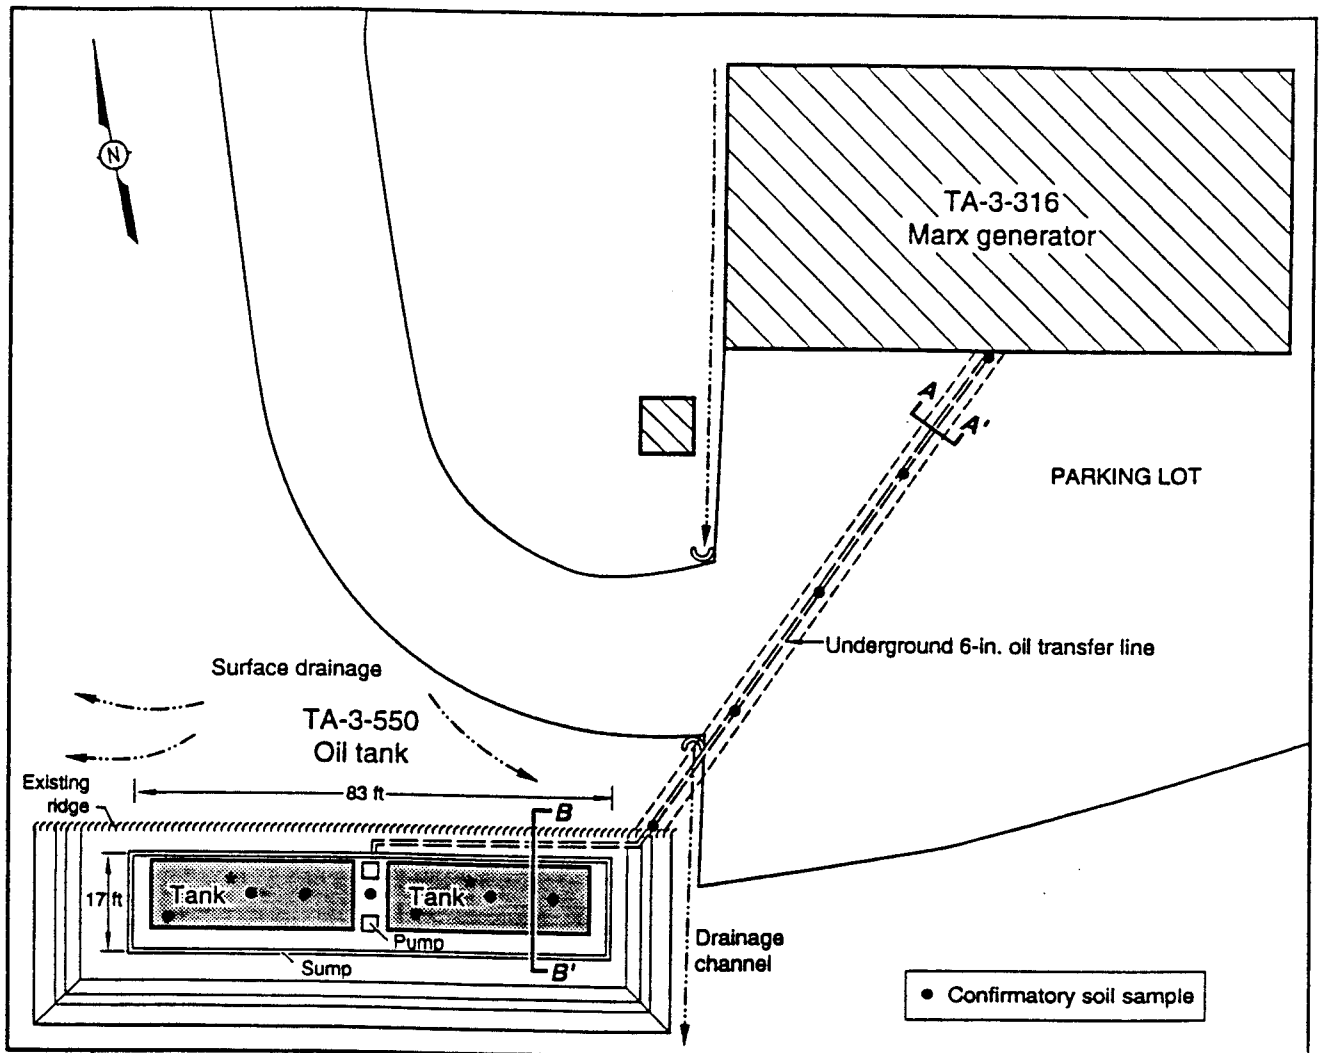 N
TA-3-316
Marx generator
A
A'
PARKING LOT
Underground 6-in. oil transfer line
Surface drainage
TA-3-550
Oil tank
Existing
ridge
83 ft
B
17 ft
Tank
Tank
Pump
Sump
B'
Drainage
channel
Confirmatory soil sample